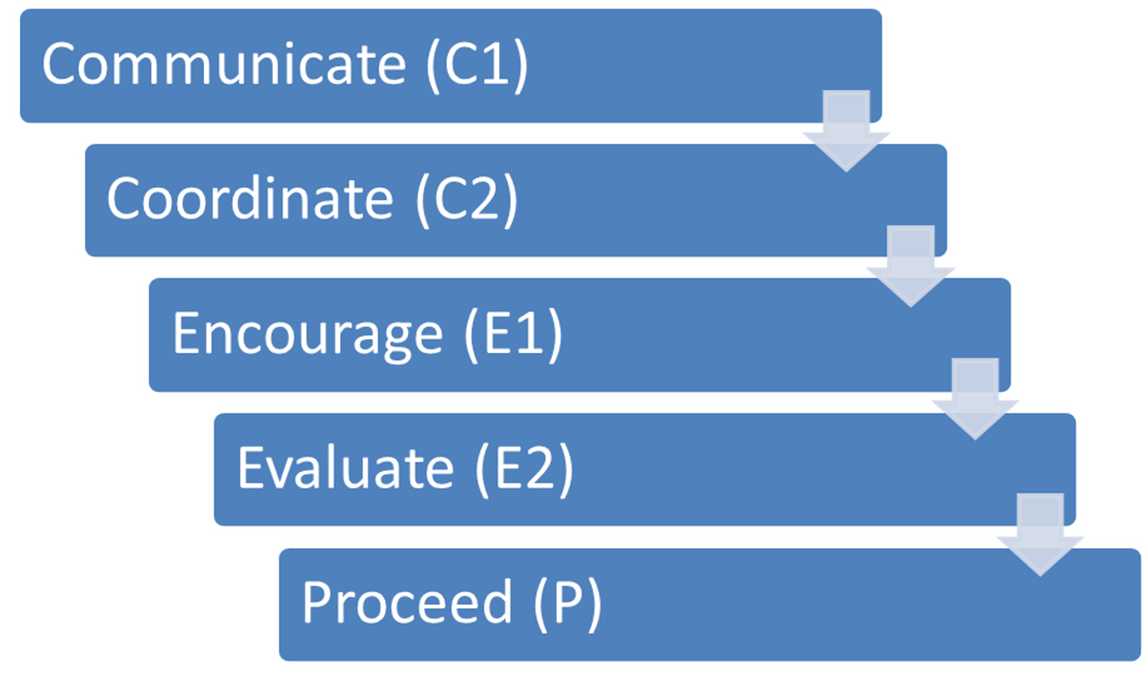 Communicate (C1)
Coordinate (C2)
Encourage (E1)
Evaluate (E2)
Proceed (P)